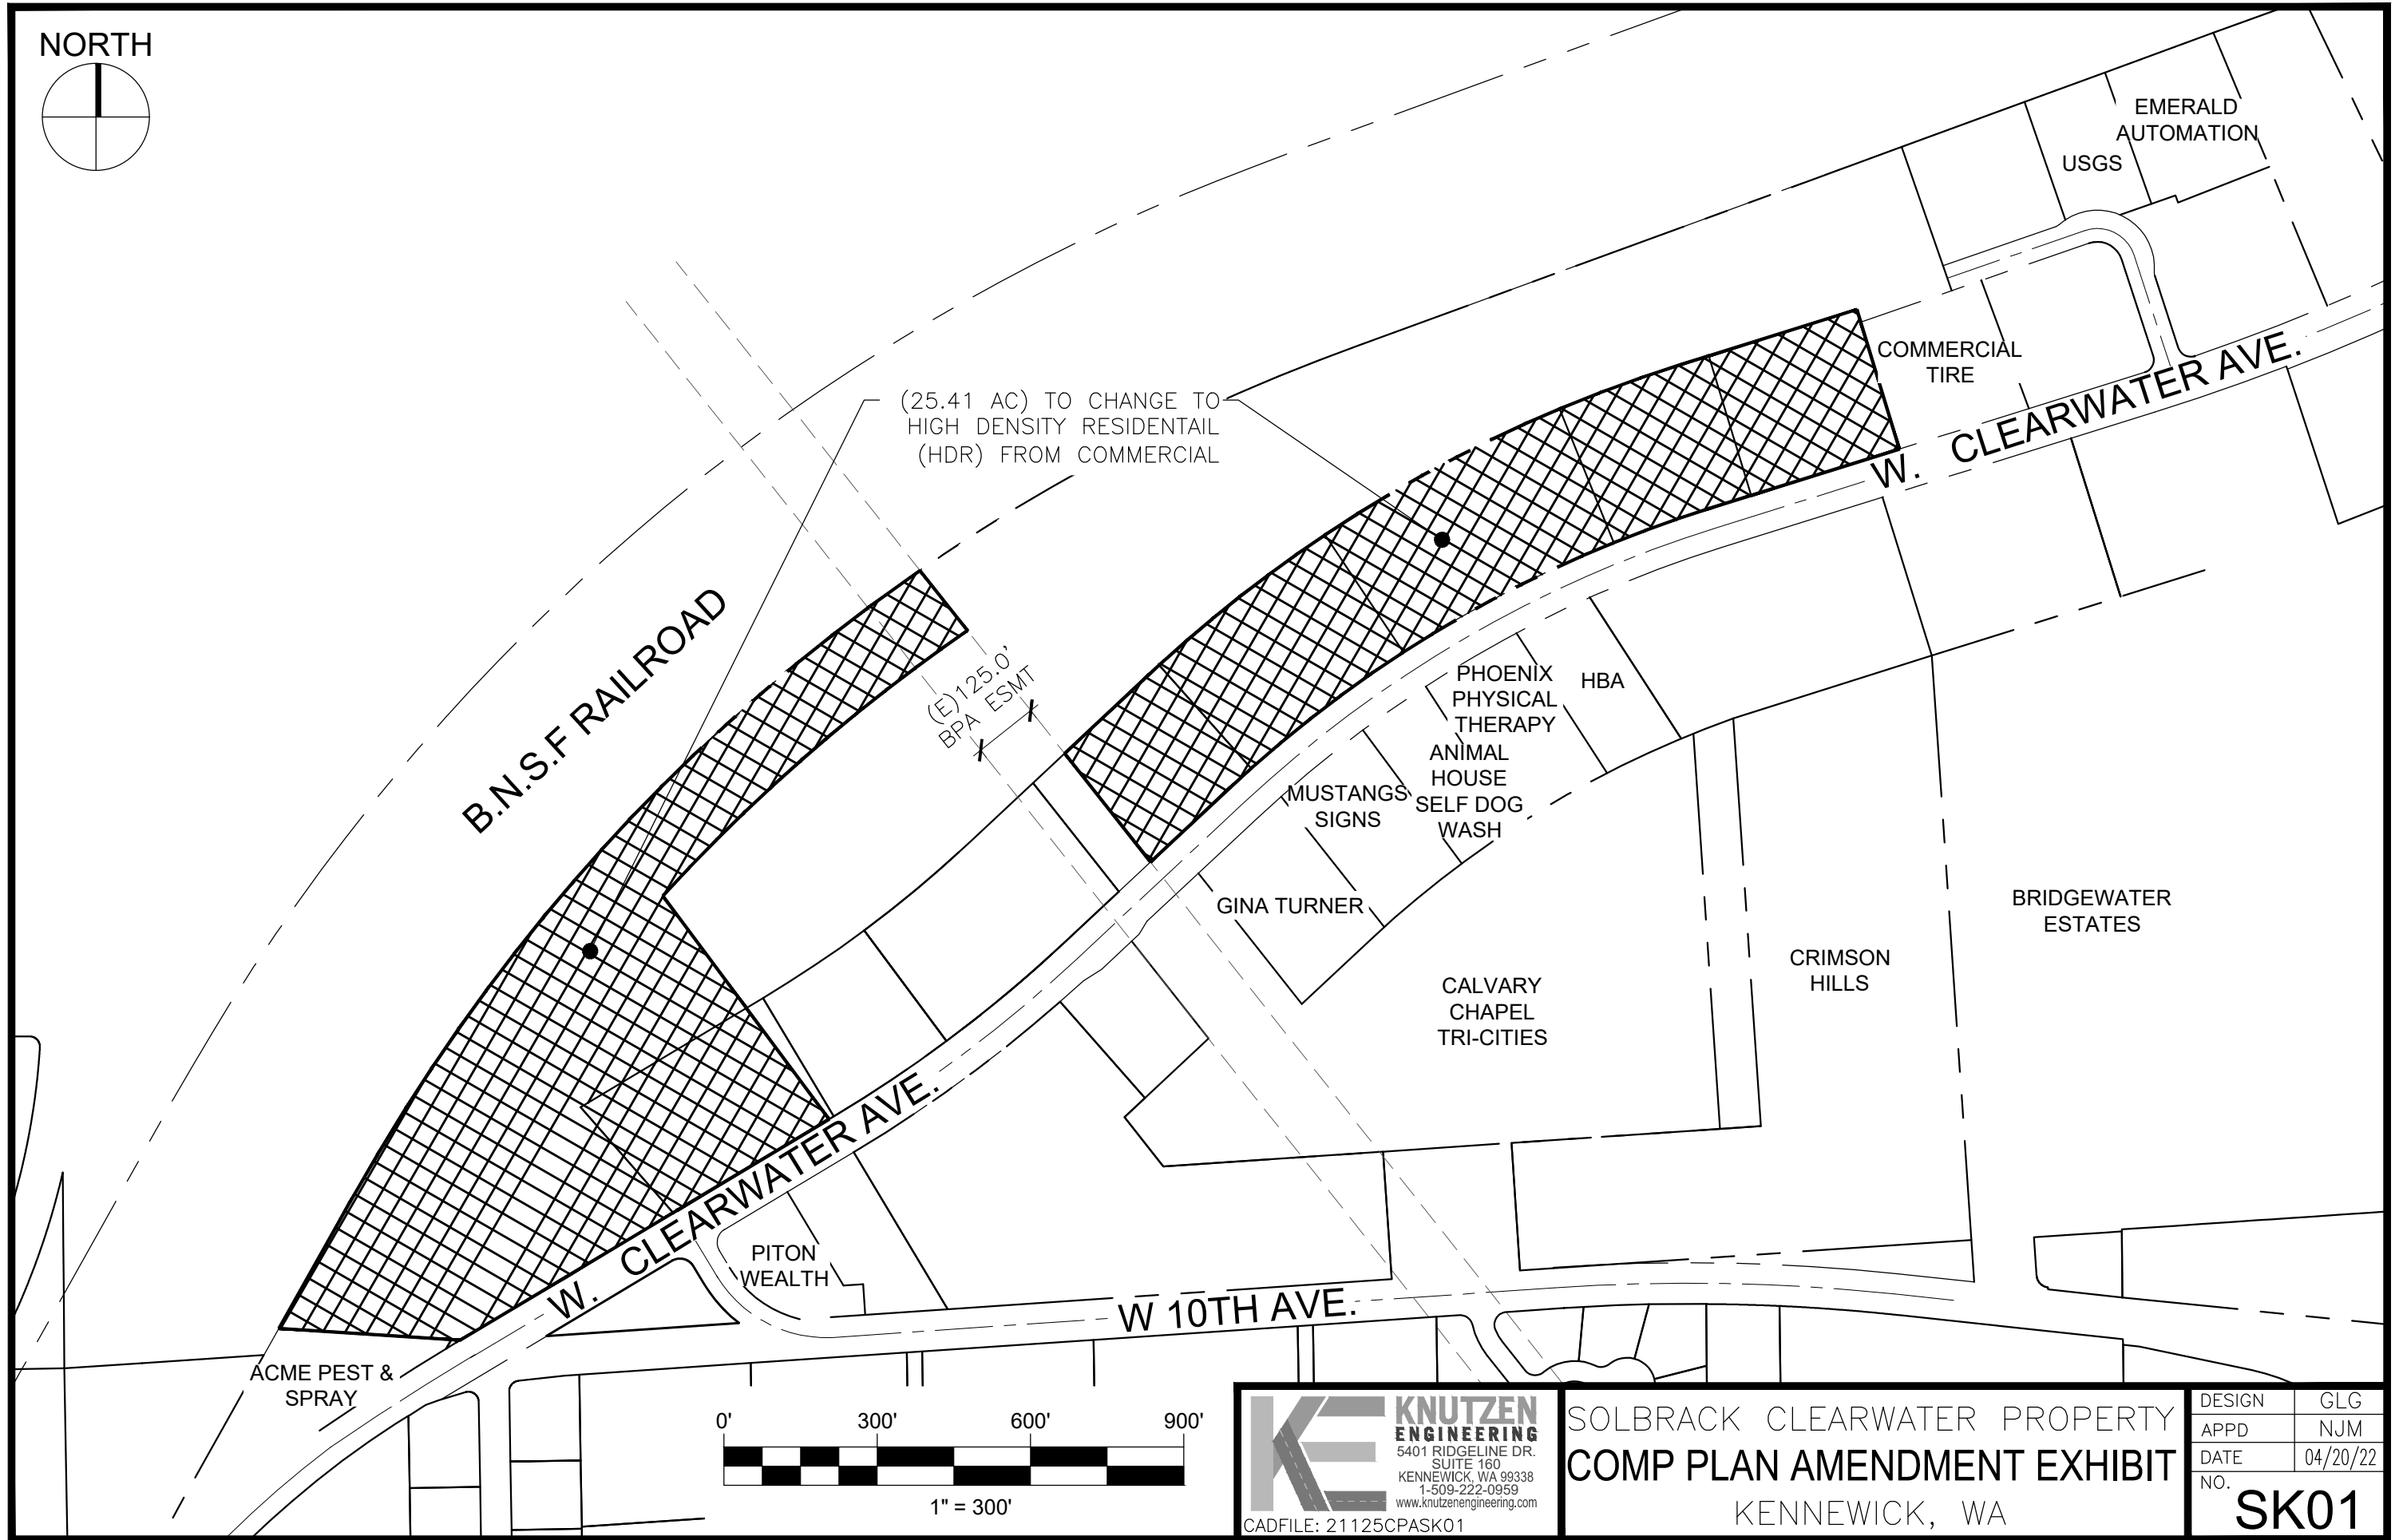 NORTH
EMERALD
AUTOMATION
USGS
COMMERCIAL
TIRE
W. CLEARWATER AVE.
(25.41 AC) TO CHANGE TO
HIGH DENSITY RESIDENTAIL
(HDR) FROM COMMERCIAL
B.N.S.F RAILROAD
(E)125.0'
BPA ESMT
PHOENIX
PHYSICAL
THERAPY
HBA
ANIMAL
HOUSE
SELF DOG
WASH
MUSTANGS
SIGNS
GINA TURNER
BRIDGEWATER
ESTATES
CRIMSON
HILLS
CALVARY
CHAPEL
TRI-CITIES
W. CLEARWATER AVE.
PITON
WEALTH
W 10TH AVE.
ACME PEST &
SPRAY
0' 300' 600' 900'
1" = 300'
KE
KNUTZEN
ENGINEERING
5401 RIDGELINE DR.
SUITE 160
KENNEWICK, WA 99338
1-509-222-0959
www.knutzenengineering.com
CADFILE: 21125CPASK01
SOLBRACK CLEARWATER PROPERTY
COMP PLAN AMENDMENT EXHIBIT
KENNEWICK, WA
DESIGN GLG
APPD NJM
DATE 04/20/22
NO.
SK01